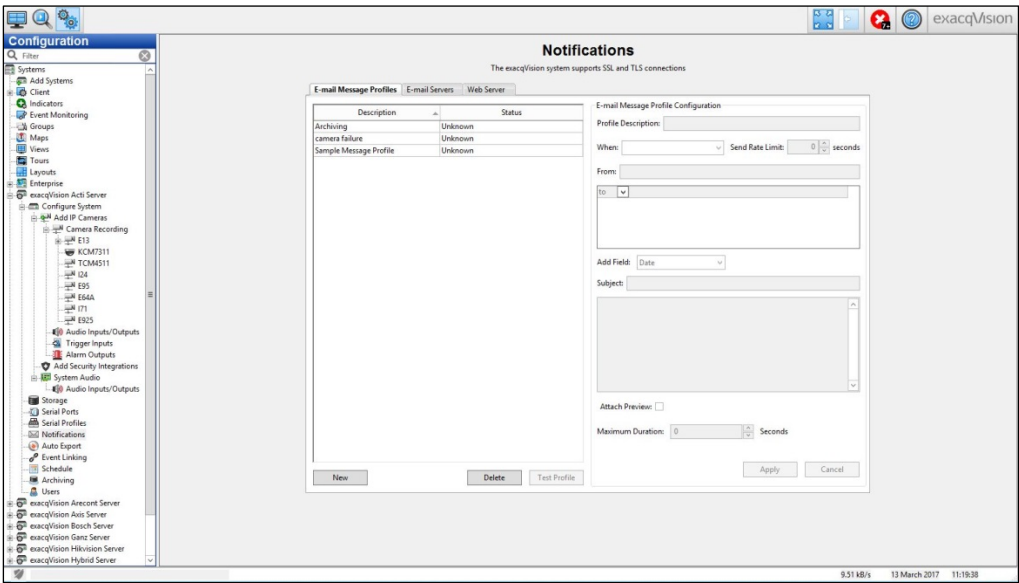 exacqVision
Configuration
Filter
Systems
Add Systems
Client
Indicators
Event Monitoring
Groups
Maps
Views
Tours
Layouts
Enterprise
exacqVision Acti Server
Configure System
Add IP Cameras
Camera Recording
E13
KCM7311
TCM4511
I24
E95
E64A
I71
E925
Audio Inputs/Outputs
Trigger Inputs
Alarm Outputs
Add Security Integrations
System Audio
Audio Inputs/Outputs
Storage
Serial Ports
Serial Profiles
Notifications
Auto Export
Event Linking
Schedule
Archiving
Users
exacqVision Arecont Server
exacqVision Axis Server
exacqVision Bosch Server
exacqVision Ganz Server
exacqVision Hikvision Server
exacqVision Hybrid Server
Notifications
The exacqVision system supports SSL and TLS connections
E-mail Message Profiles E-mail Servers Web Server
Description Status
Archiving Unknown
camera failure Unknown
Sample Message Profile Unknown
New Delete Test Profile
E-mail Message Profile Configuration
Profile Description:
When: Send Rate Limit: 0 seconds
From:
to
Add Field: Date
Subject:
Attach Preview:
Maximum Duration: 0 Seconds
Apply Cancel
9.51 kB/s 13 March 2017 11:19:38